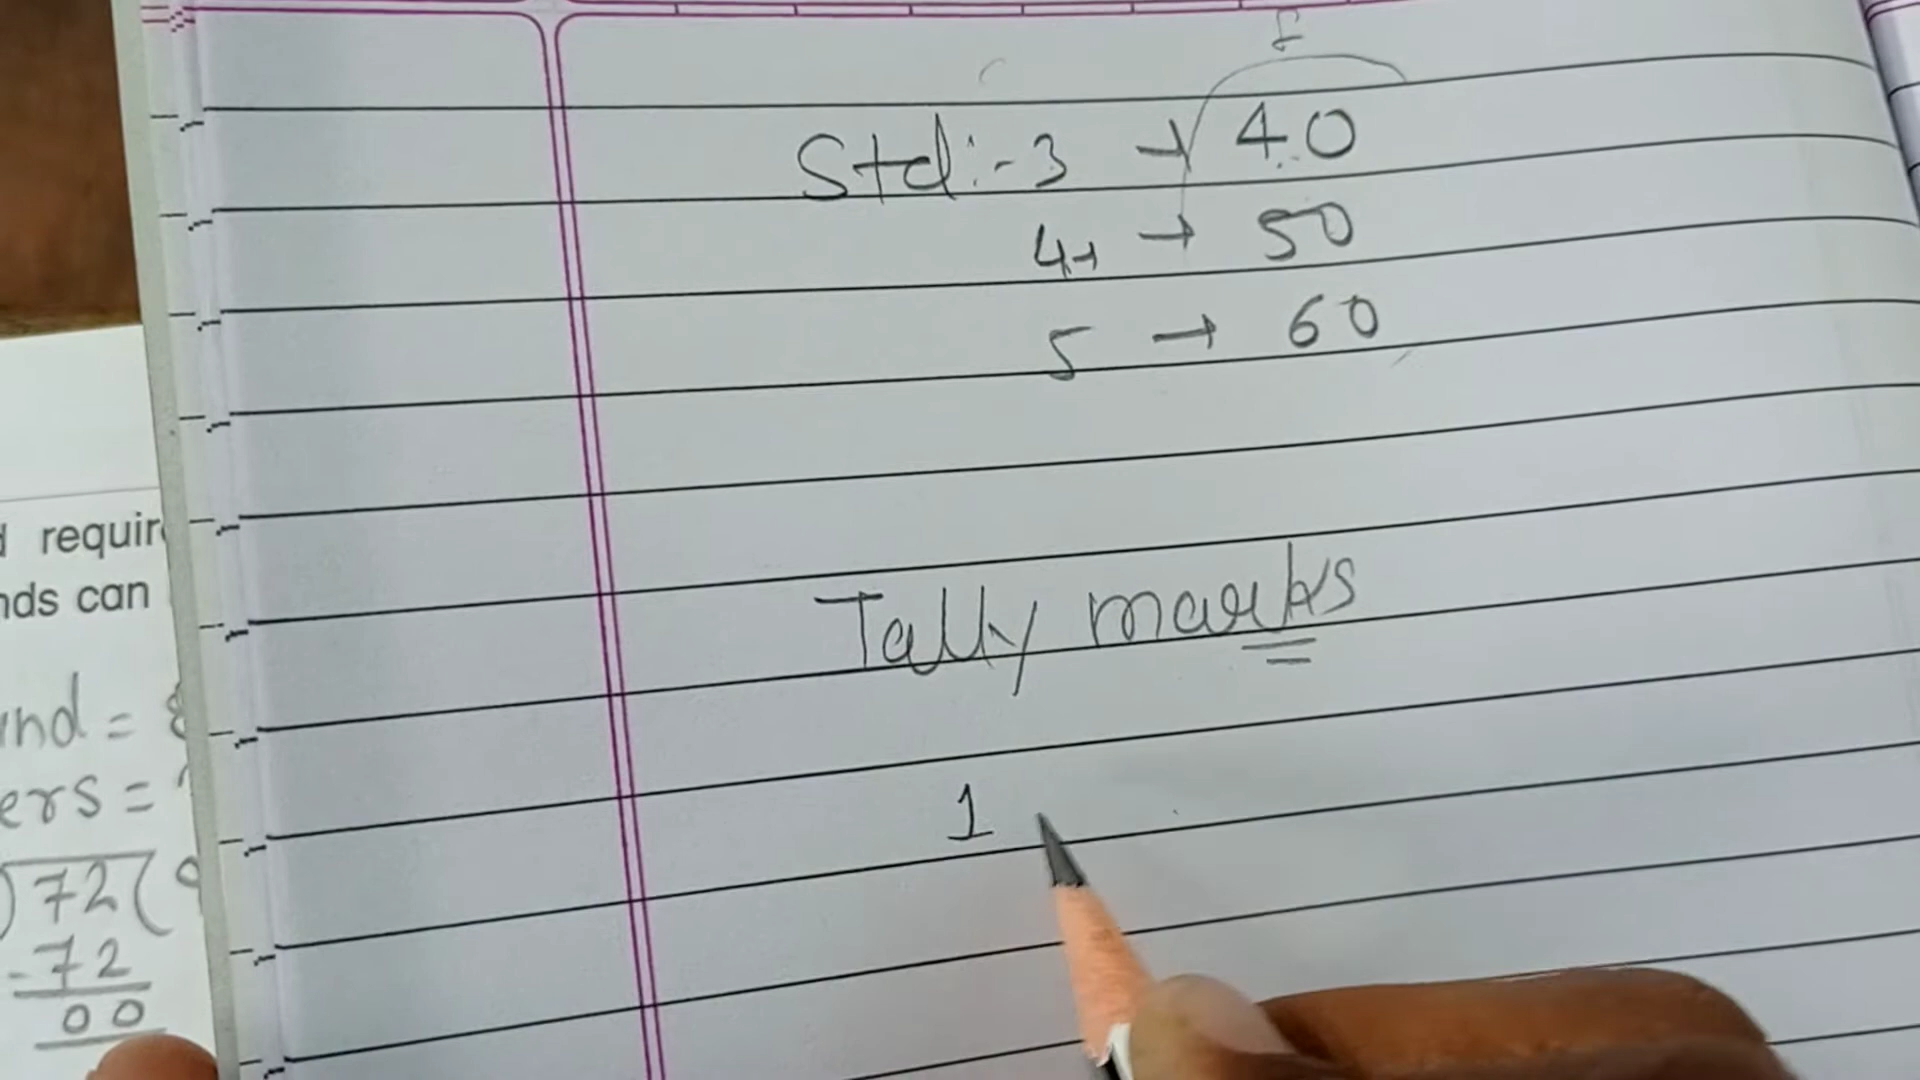 Std:-3 → 40
4 → 50
5 → 60
Tally marks
1
requir
nds can
nd =
ers =
)72(
-72
00